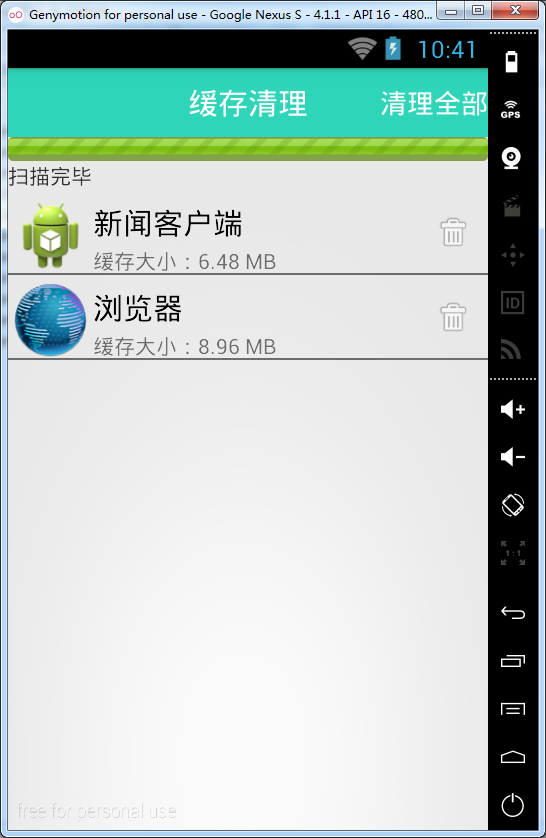 Genymotion for personal use - Google Nexus S - 4.1.1 - API 16 - 480...
10:41
缓存清理
清理全部
GPS
扫描完毕
新闻客户端
缓存大小：6.48 MB
ID
浏览器
缓存大小：8.96 MB
1:1
free for personal use